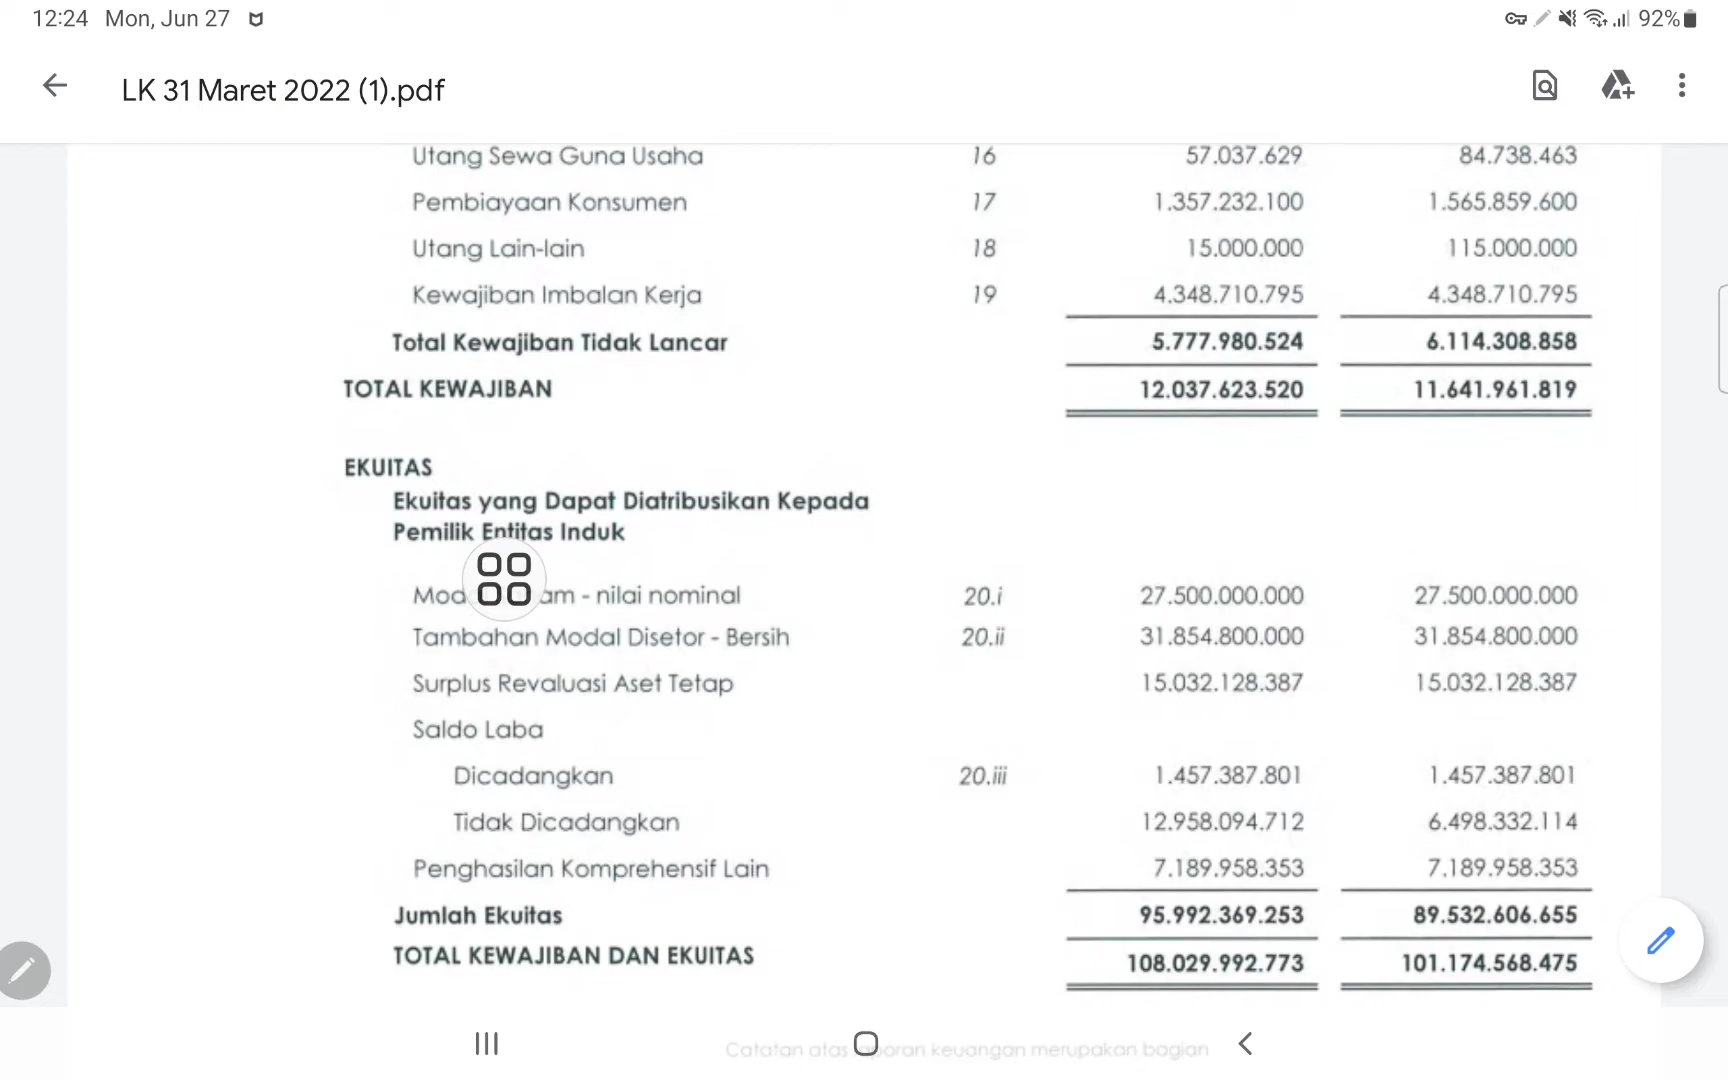 12:24 Mon, Jun 27 92%
LK 31 Maret 2022 (1).pdf
Utang Sewa Guna Usaha 16 57.037.629 84.738.463
Pembiayaan Konsumen 17 1.357.232.100 1.565.859.600
Utang Lain-lain 18 15.000.000 115.000.000
Kewajiban Imbalan Kerja 19 4.348.710.795 4.348.710.795
Total Kewajiban Tidak Lancar 5.777.980.524 6.114.308.858
TOTAL KEWAJIBAN 12.037.623.520 11.641.961.819
EKUITAS
Ekuitas yang Dapat Diatribusikan Kepada
Pemilik Entitas Induk
- nilai nominal 20.i 27.500.000.000 27.500.000.000
Tambahan Modal Disetor - Bersih 20.ii 31.854.800.000 31.854.800.000
Surplus Revaluasi Aset Tetap 15.032.128.387 15.032.128.387
Saldo Laba
Dicadangkan 20.iii 1.457.387.801 1.457.387.801
Tidak Dicadangkan 12.958.094.712 6.498.332.114
Penghasilan Komprehensif Lain 7.189.958.353 7.189.958.353
Jumlah Ekuitas 95.992.369.253 89.532.606.655
TOTAL KEWAJIBAN DAN EKUITAS 108.029.992.773 101.174.568.475
Catatan atas keuangan merupakan bagian